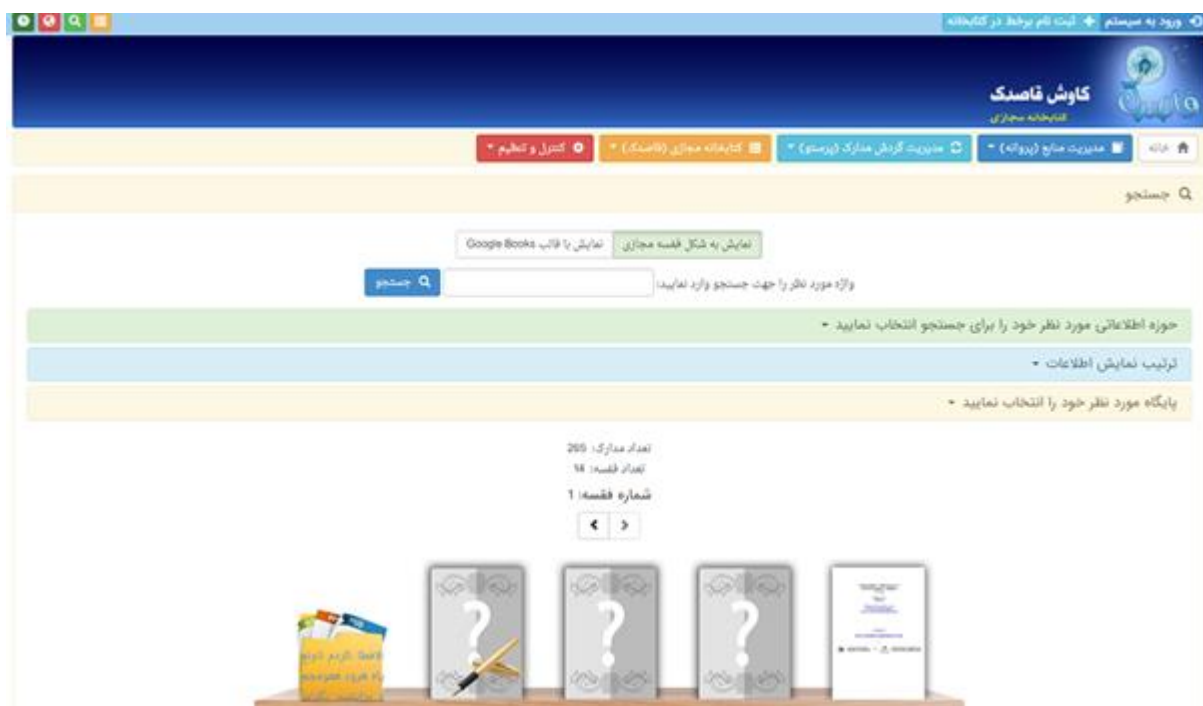 ورود به سیستم ثبت نام برخط در کتابخانه
کاوش قاصدک
کتابخانه مجازی
خانه مدیریت منابع (پروانه) مدیریت گردش مدارک (پرستو) کتابخانه مجازی (قاصدک) کنترل و تنظیم
جستجو
نمایش به شکل قفسه مجازی نمایش با قالب Google Books
واژه مورد نظر را جهت جستجو وارد نمایید: جستجو
حوزه اطلاعاتی مورد نظر خود را برای جستجو انتخاب نمایید
ترتیب نمایش اطلاعات
پایگاه مورد نظر خود را انتخاب نمایید
تعداد مدارک: 265
تعداد قفسه: 14
شماره قفسه: 1